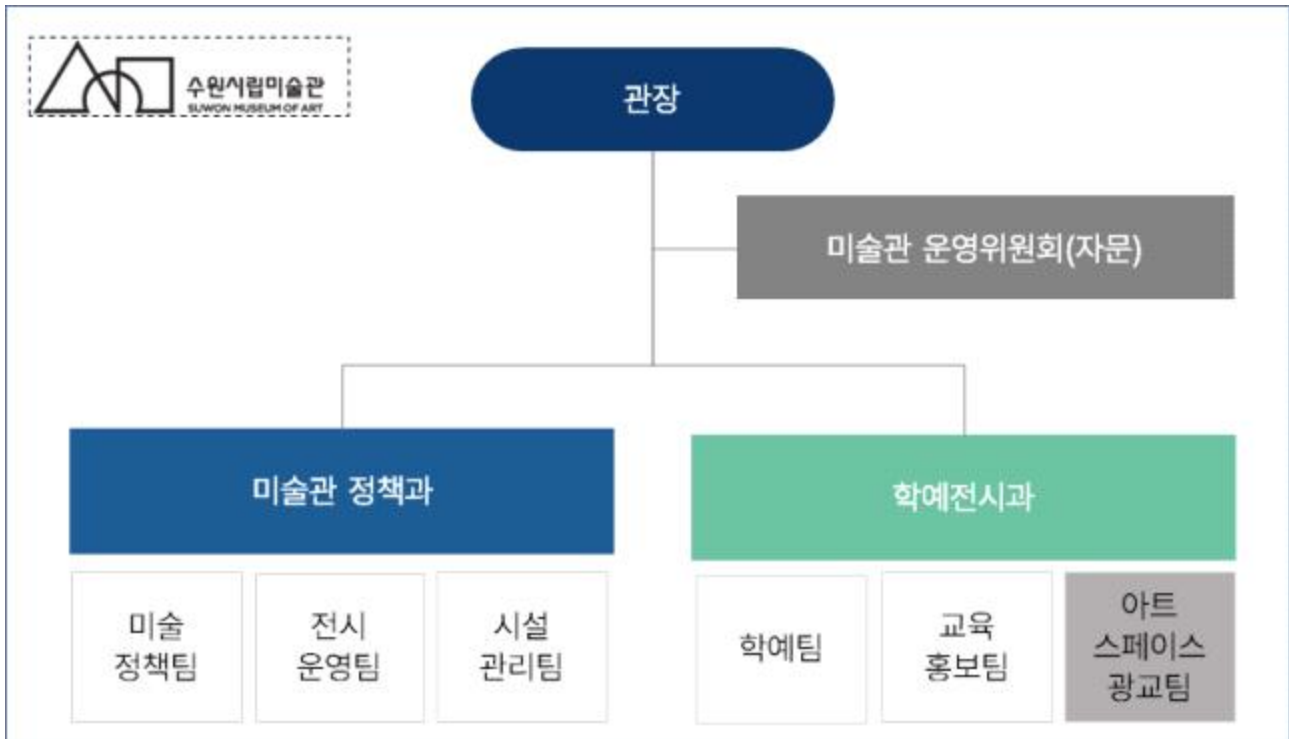 수원시립미술관
SUWON MUSEUM OF ART
관장
미술관 운영위원회(자문)
미술관 정책과
학예전시과
미술
정책팀
전시
운영팀
시설
관리팀
학예팀
교육
홍보팀
아트
스페이스
광교팀